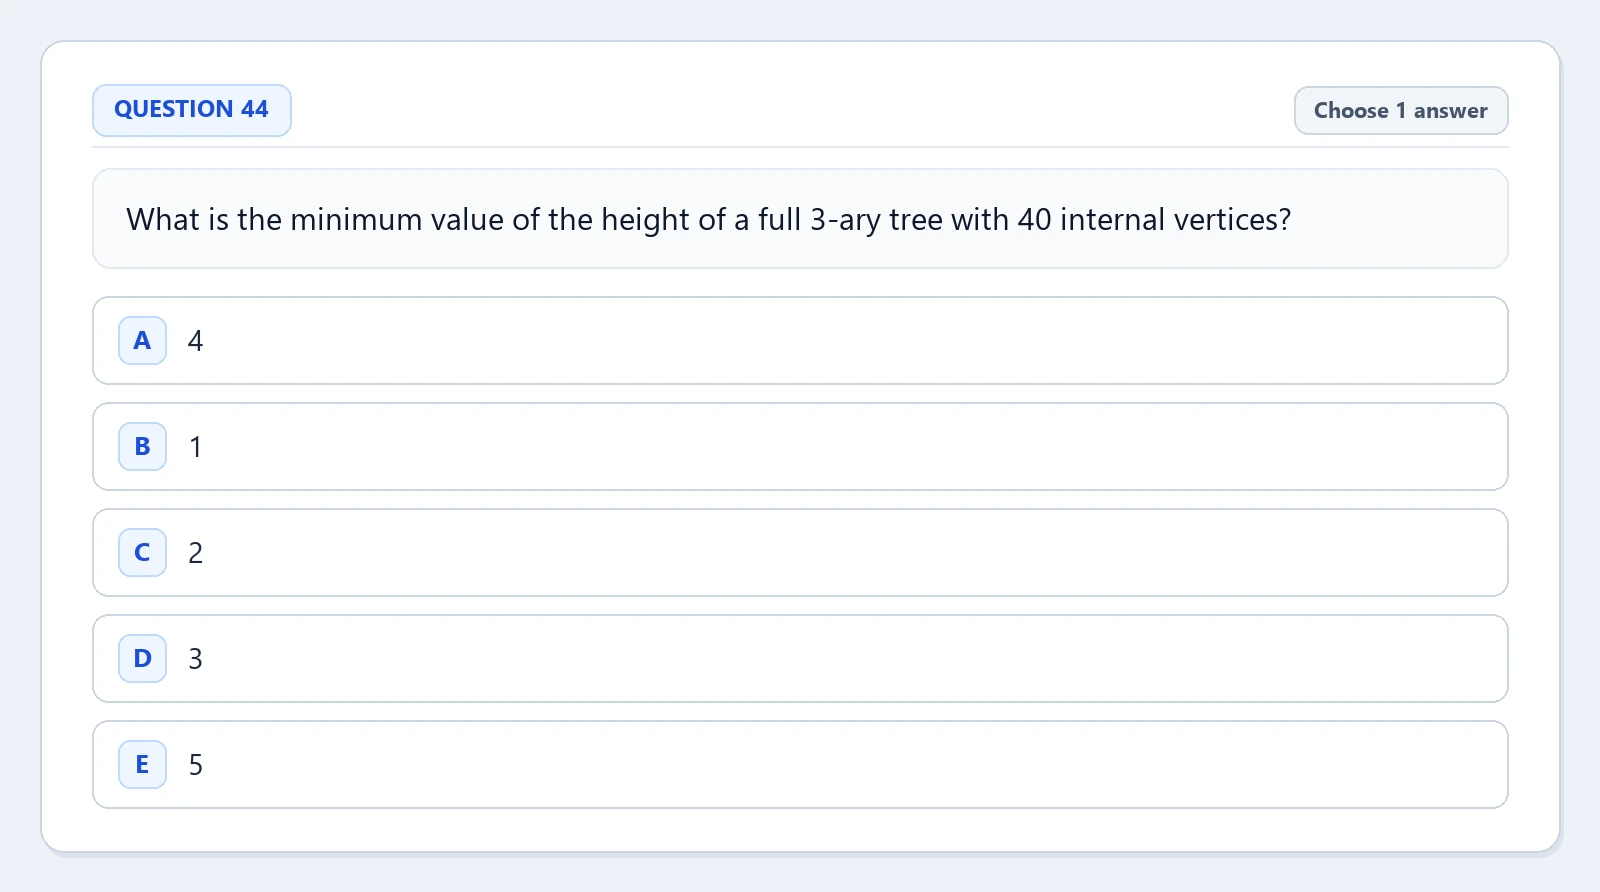 QUESTION 44
Choose 1 answer
What is the minimum value of the height of a full 3-ary tree with 40 internal vertices?
A 4
B 1
C 2
D 3
E 5